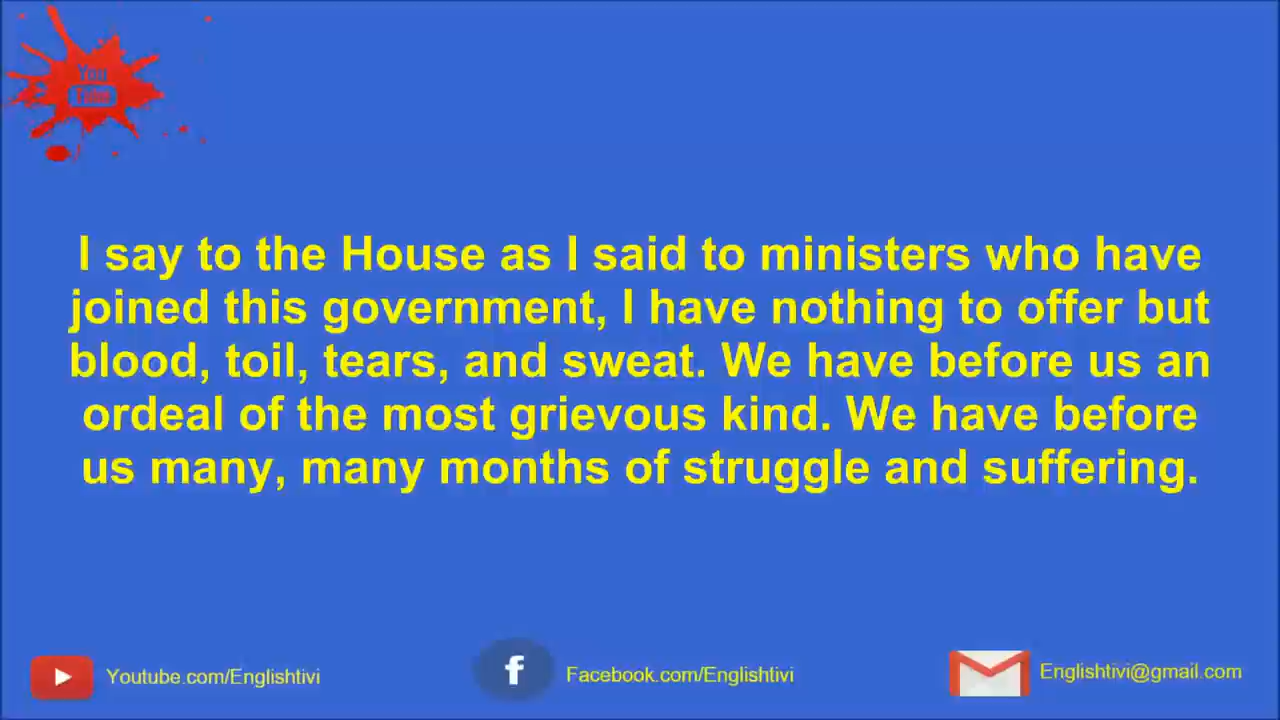 You
Tube
I say to the House as I said to ministers who have
joined this government, I have nothing to offer but
blood, toil, tears, and sweat. We have before us an
ordeal of the most grievous kind. We have before
us many, many months of struggle and suffering.
Youtube.com/Englishtivi
f
Facebook.com/Englishtivi
Englishtivi@gmail.com